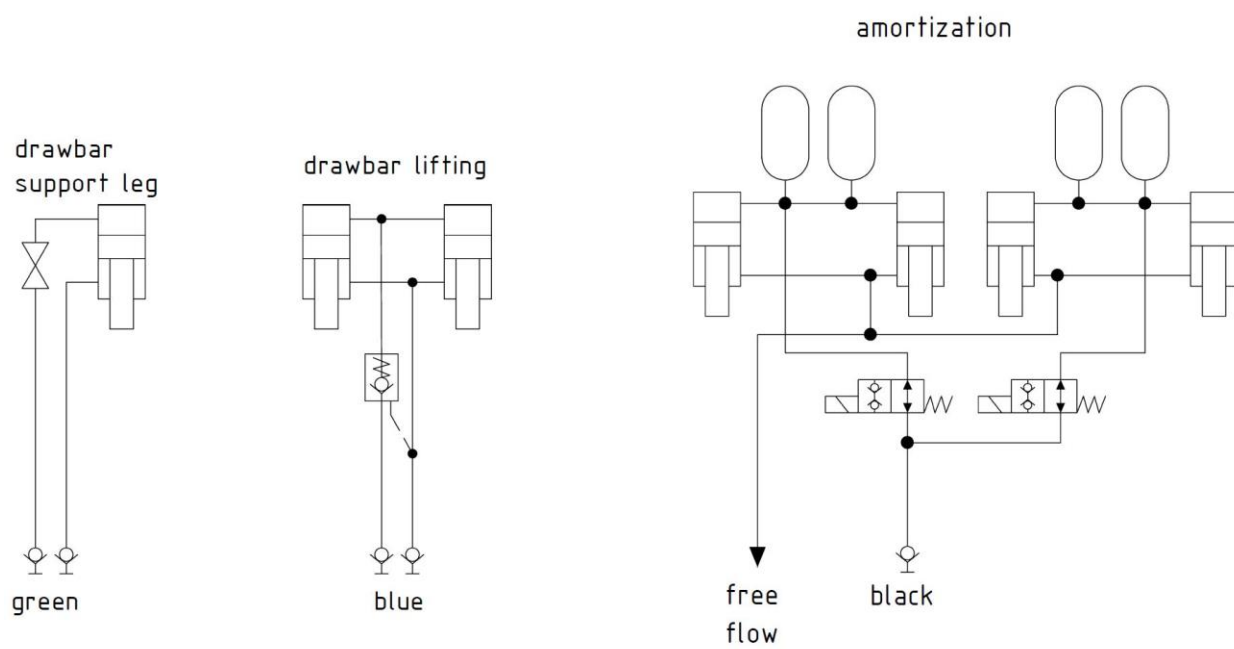 amortization
drawbar
support leg
drawbar lifting
green
blue
free
flow
black